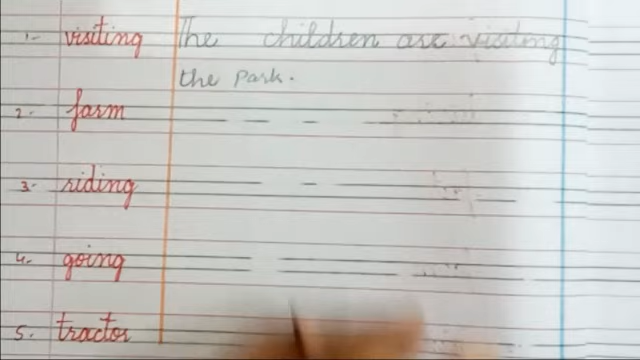 1- visiting The children are visiting
the park.
2- farm
3- riding
4- going
5. tractor